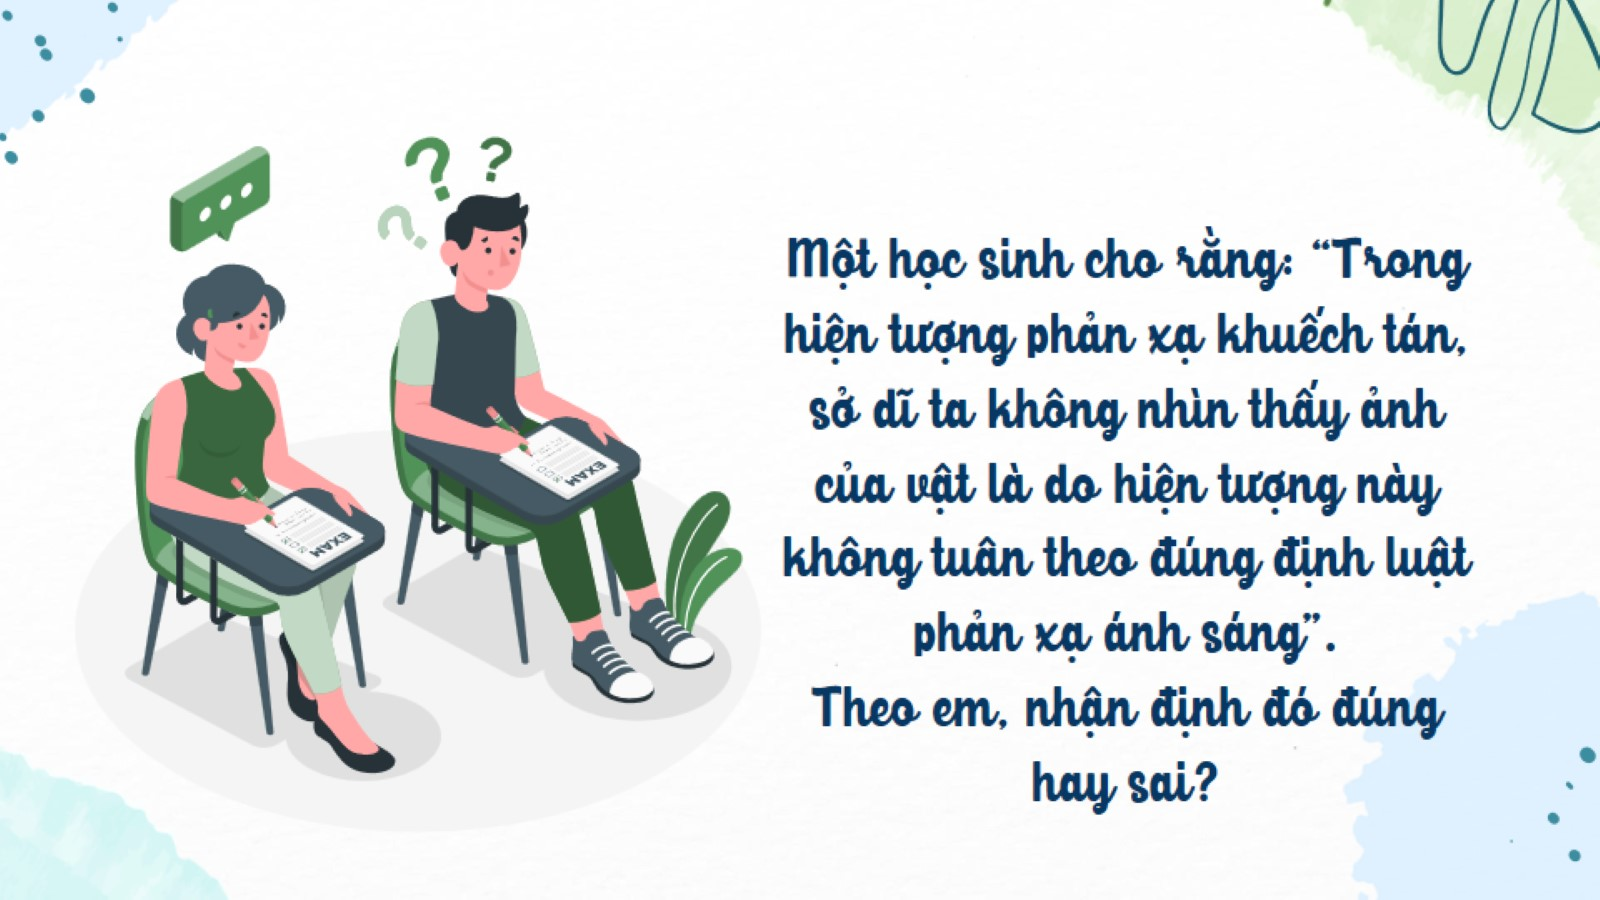 Một học sinh cho rằng: “Trong
hiện tượng phản xạ khuếch tán,
sở dĩ ta không nhìn thấy ảnh
của vật là do hiện tượng này
không tuân theo đúng định luật
phản xạ ánh sáng”.
Theo em, nhận định đó đúng
hay sai?
? ? ?
EXAM
EXAM